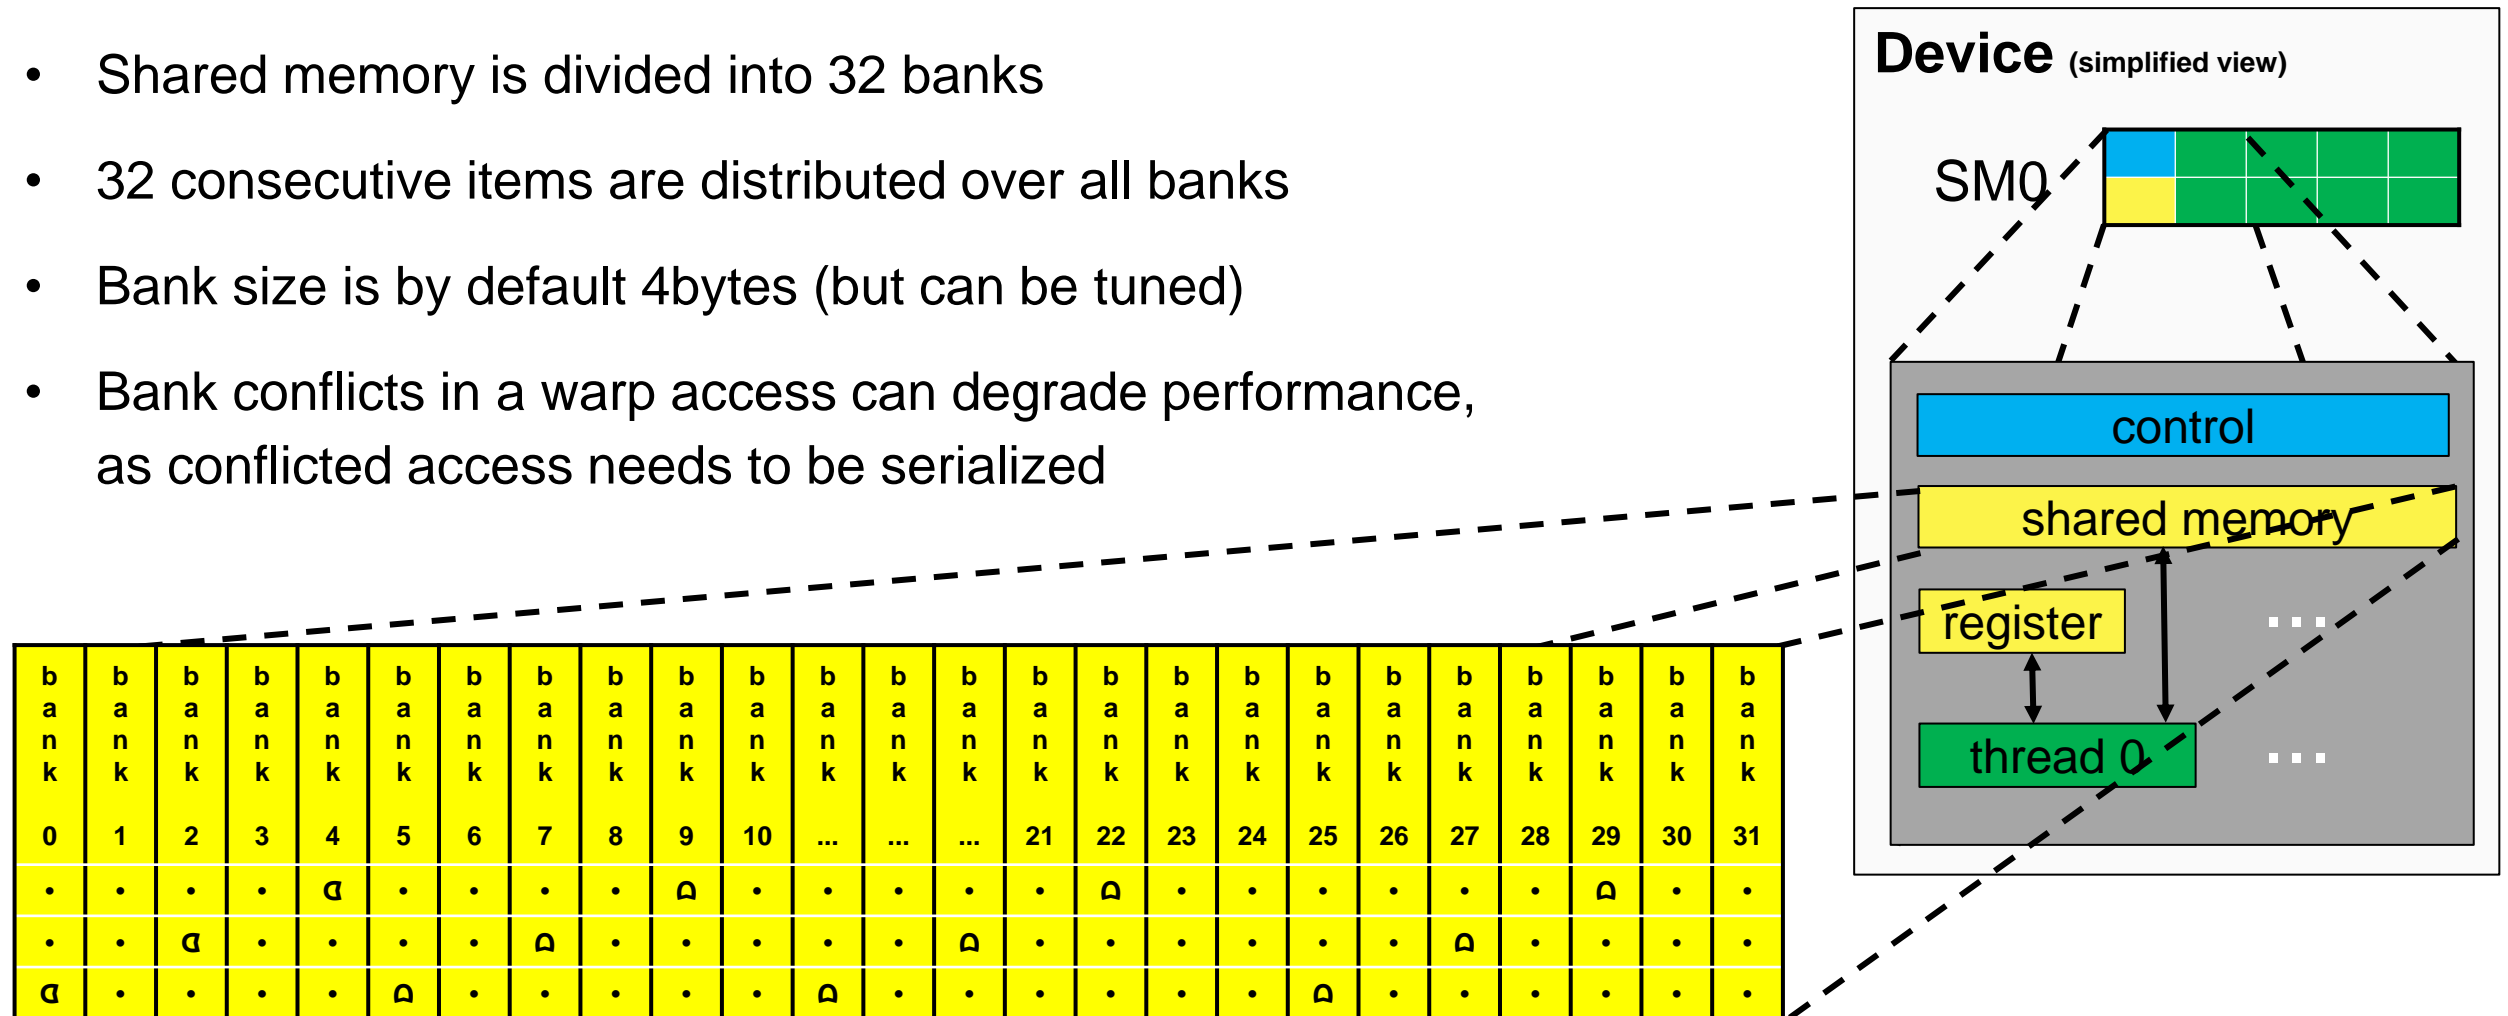 • Shared memory is divided into 32 banks
• 32 consecutive items are distributed over all banks
• Bank size is by default 4bytes (but can be tuned)
• Bank conflicts in a warp access can degrade performance,
as conflicted access needs to be serialized
Device (simplified view)
SM0
control
shared memory
register ...
thread 0 ...
bank 0
bank 1
bank 2
bank 3
bank 4
bank 5
bank 6
bank 7
bank 8
bank 9
bank 10
bank ...
bank ...
bank ...
bank 21
bank 22
bank 23
bank 24
bank 25
bank 26
bank 27
bank 28
bank 29
bank 30
bank 31